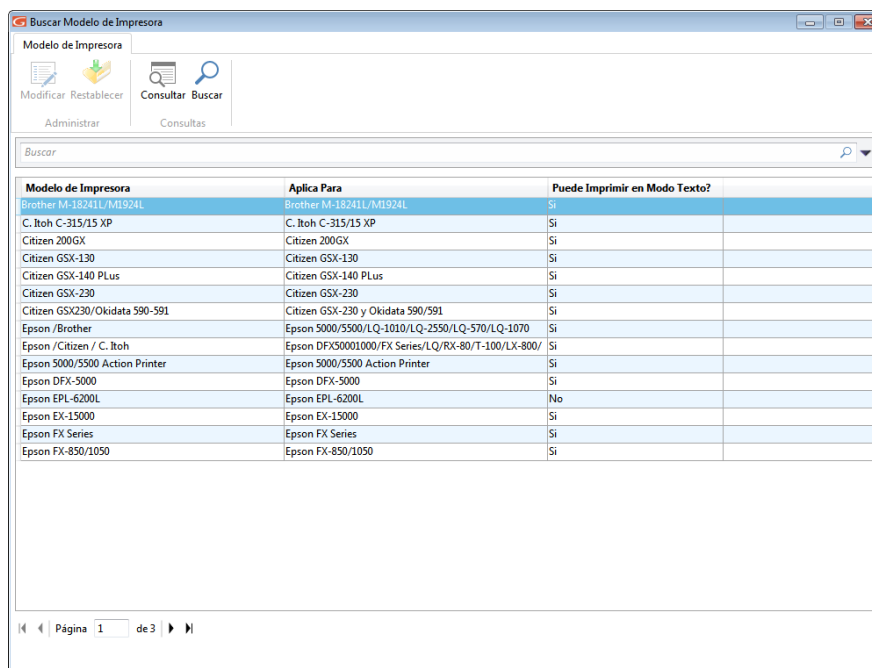 Buscar Modelo de Impresora
Modelo de Impresora
Modificar Restablecer Consultar Buscar
Administrar Consultas
Buscar
Modelo de Impresora Aplica Para Puede Imprimir en Modo Texto?
Brother M-18241L/M1924L Brother M-18241L/M1924L Si
C. Itoh C-315/15 XP C. Itoh C-315/15 XP Si
Citizen 200GX Citizen 200GX Si
Citizen GSX-130 Citizen GSX-130 Si
Citizen GSX-140 PLus Citizen GSX-140 PLus Si
Citizen GSX-230 Citizen GSX-230 Si
Citizen GSX230/Okidata 590-591 Citizen GSX-230 y Okidata 590/591 Si
Epson /Brother Epson 5000/5500/LQ-1010/LQ-2550/LQ-570/LQ-1070 Si
Epson /Citizen / C. Itoh Epson DFX50001000/FX Series/LQ/RX-80/T-100/LX-800/ Si
Epson 5000/5500 Action Printer Epson 5000/5500 Action Printer Si
Epson DFX-5000 Epson DFX-5000 Si
Epson EPL-6200L Epson EPL-6200L No
Epson EX-15000 Epson EX-15000 Si
Epson FX Series Epson FX Series Si
Epson FX-850/1050 Epson FX-850/1050 Si
Página 1 de 3